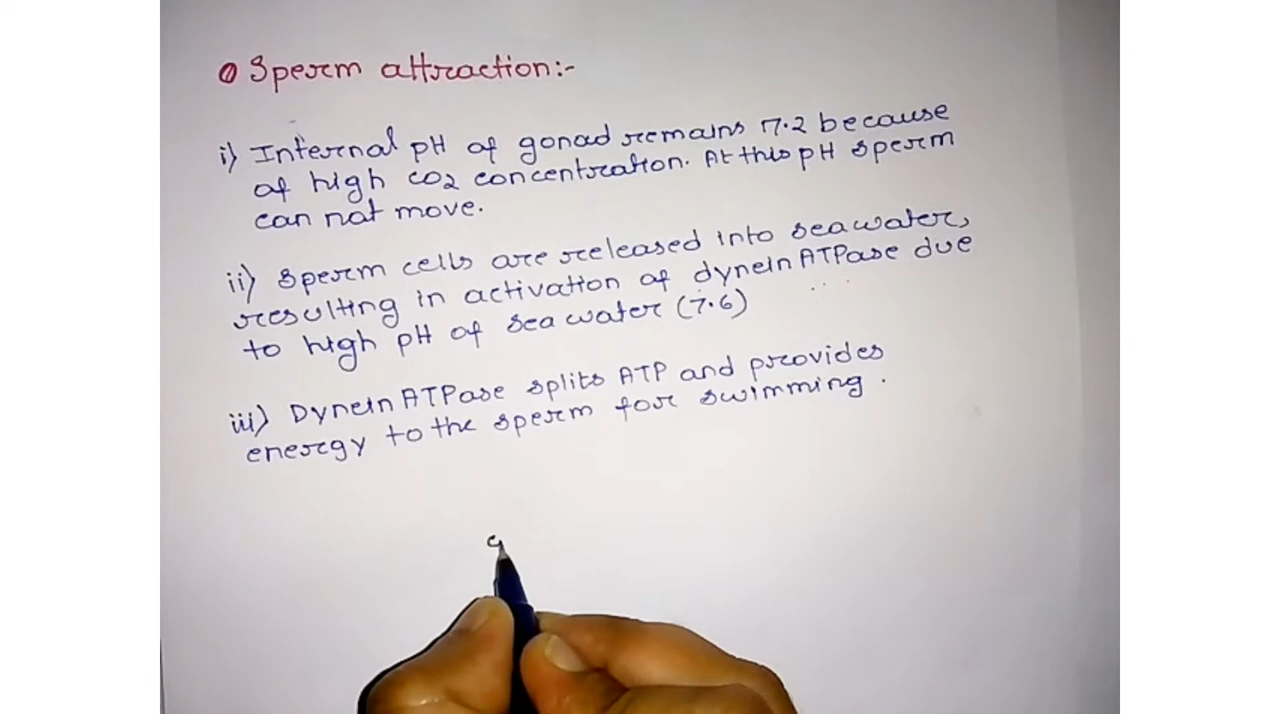 Sperm attraction:-
i) Internal pH of gonad remains 7.2 because
of high CO2 concentration. At this pH sperm
can not move.
ii) Sperm cells are released into seawater,
resulting in activation of dynein ATPase due
to high pH of sea water (7.6)
iii) Dynein ATPase splits ATP and provides
energy to the sperm for swimming.